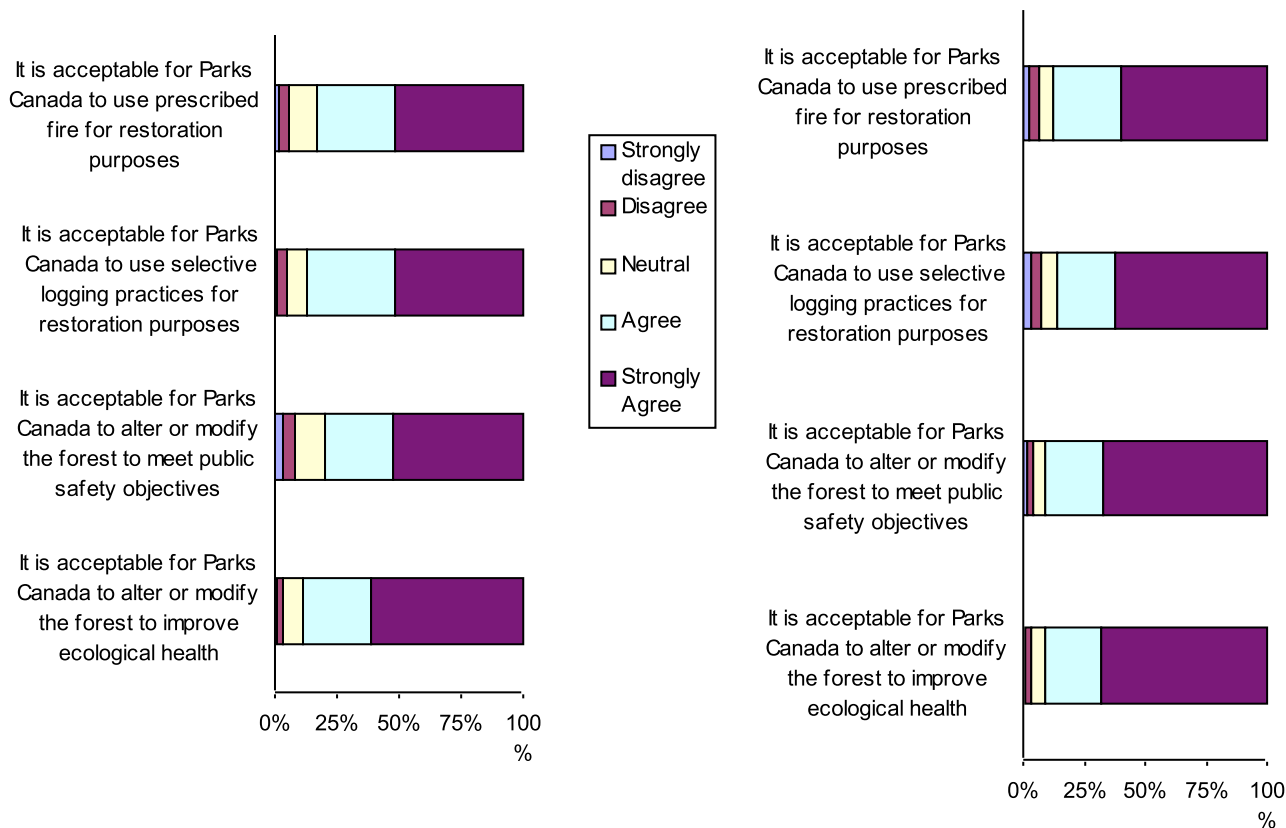 It is acceptable for Parks
Canada to use prescribed
fire for restoration
purposes
It is acceptable for Parks
Canada to use selective
logging practices for
restoration purposes
It is acceptable for Parks
Canada to alter or modify
the forest to meet public
safety objectives
It is acceptable for Parks
Canada to alter or modify
the forest to improve
ecological health
0% 25% 50% 75% 100
%
Strongly
disagree
Disagree
Neutral
Agree
Strongly
Agree
It is acceptable for Parks
Canada to use prescribed
fire for restoration
purposes
It is acceptable for Parks
Canada to use selective
logging practices for
restoration purposes
It is acceptable for Parks
Canada to alter or modify
the forest to meet public
safety objectives
It is acceptable for Parks
Canada to alter or modify
the forest to improve
ecological health
0% 25% 50% 75% 100
%